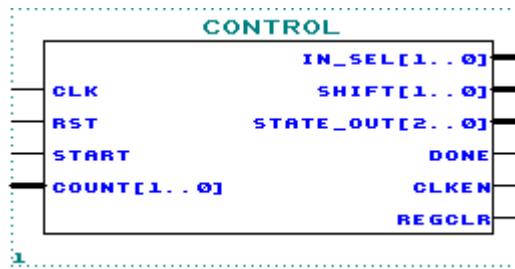 CONTROL
IN_SEL[1..0]
CLK
SHIFT[1..0]
RST
STATE_OUT[2..0]
START
DONE
COUNT[1..0]
CLKEN
REGCLR
1